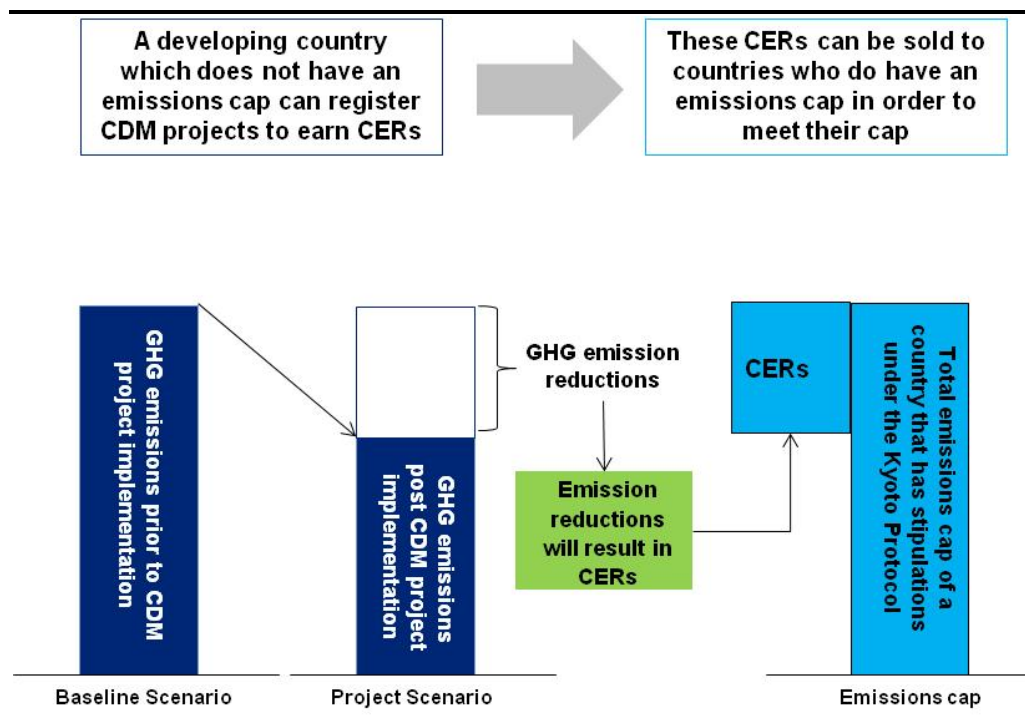 A developing country
which does not have an
emissions cap can register
CDM projects to earn CERs
These CERs can be sold to
countries who do have an
emissions cap in order to
meet their cap
GHG emissions prior to CDM
project implementation
GHG emissions
post CDM project
implementation
GHG emission
reductions
Emission
reductions
will result in
CERs
CERs
Total emissions cap of a
country that has stipulations
under the Kyoto Protocol
Baseline Scenario
Project Scenario
Emissions cap